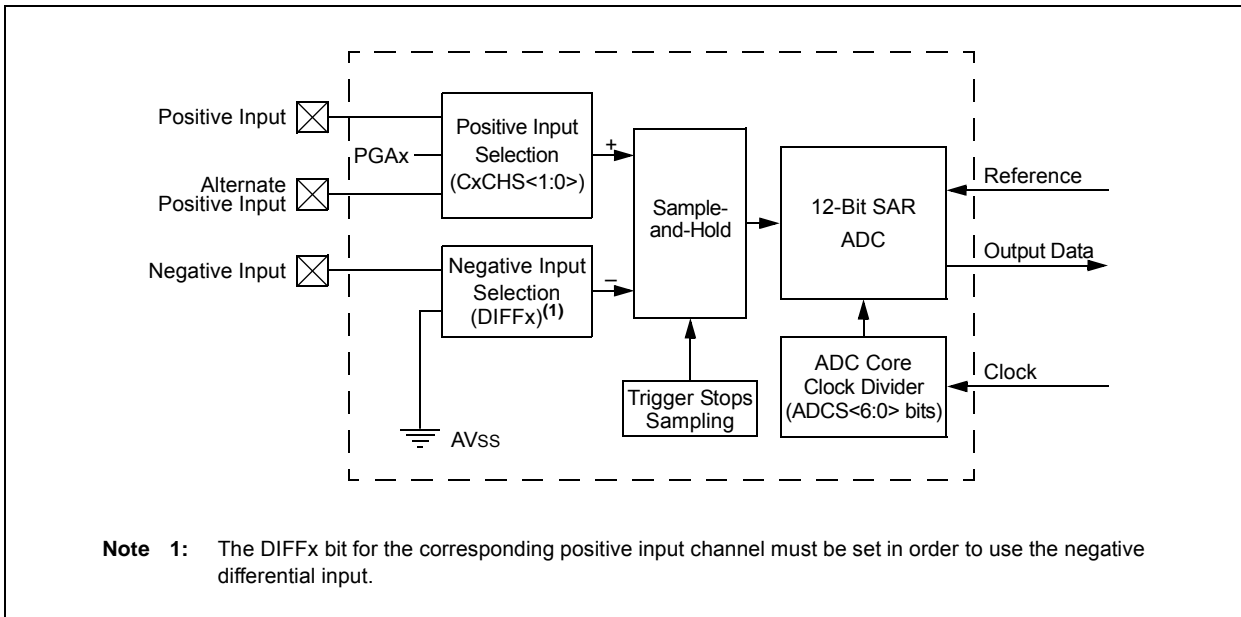 Positive Input
PGAx
Alternate
Positive Input
Negative Input
Positive Input
Selection
(CxCHS<1:0>)
+
Negative Input
Selection
(DIFFx)(1)
–
AVSS
Sample-
and-Hold
Trigger Stops
Sampling
12-Bit SAR
ADC
ADC Core
Clock Divider
(ADCS<6:0> bits)
Reference
Output Data
Clock
Note 1: The DIFFx bit for the corresponding positive input channel must be set in order to use the negative
differential input.